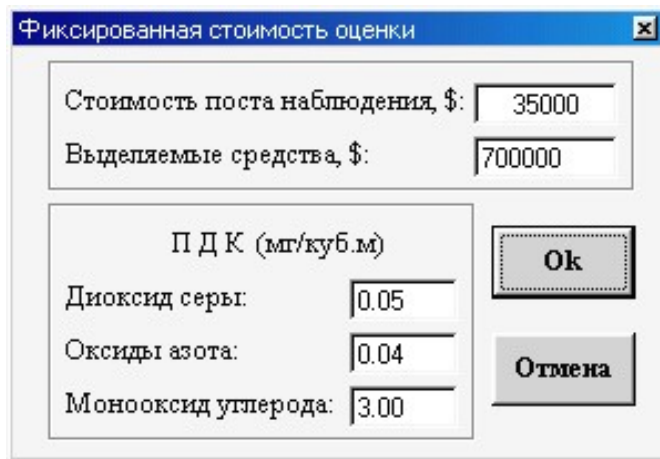 Фиксированная стоимость оценки
Стоимость поста наблюдения, $: 35000
Выделяемые средства, $: 700000
П Д К (мг/куб.м)
Диоксид серы: 0.05
Оксиды азота: 0.04
Монооксид углерода: 3.00
Ok
Отмена